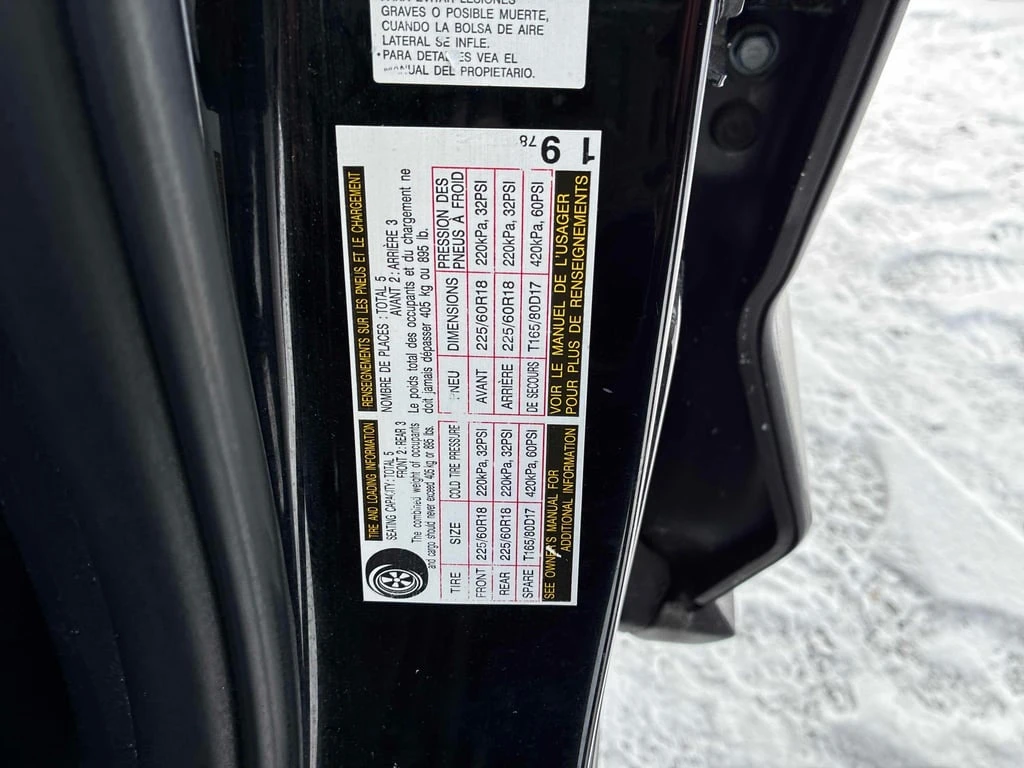 GRAVES O POSIBLE MUERTE,
CUANDO LA BOLSA DE AIRE
LATERAL SE INFLE.
• PARA DETALLES VEA EL
MANUAL DEL PROPIETARIO.
TIRE AND LOADING INFORMATION
SEATING CAPACITY : TOTAL 5
FRONT 2 : REAR 3
The combined weight of occupants
and cargo should never exceed 405 kg or 895 lbs.
TIRE SIZE COLD TIRE PRESSURE
FRONT 225/60R18 220kPa, 32PSI
REAR 225/60R18 220kPa, 32PSI
SPARE T165/80D17 420kPa, 60PSI
SEE OWNER'S MANUAL FOR
ADDITIONAL INFORMATION
RENSEIGNEMENTS SUR LES PNEUS ET LE CHARGEMENT
NOMBRE DE PLACES : TOTAL 5
AVANT 2 : ARRIÈRE 3
Le poids total des occupants et du chargement ne
doit jamais dépasser 405 kg ou 895 lb.
PNEU DIMENSIONS PRESSION DES
PNEUS À FROID
AVANT 225/60R18 220kPa, 32PSI
ARRIÈRE 225/60R18 220kPa, 32PSI
DE SECOURS T165/80D17 420kPa, 60PSI
VOIR LE MANUEL DE L'USAGER
POUR PLUS DE RENSEIGNEMENTS
78
19